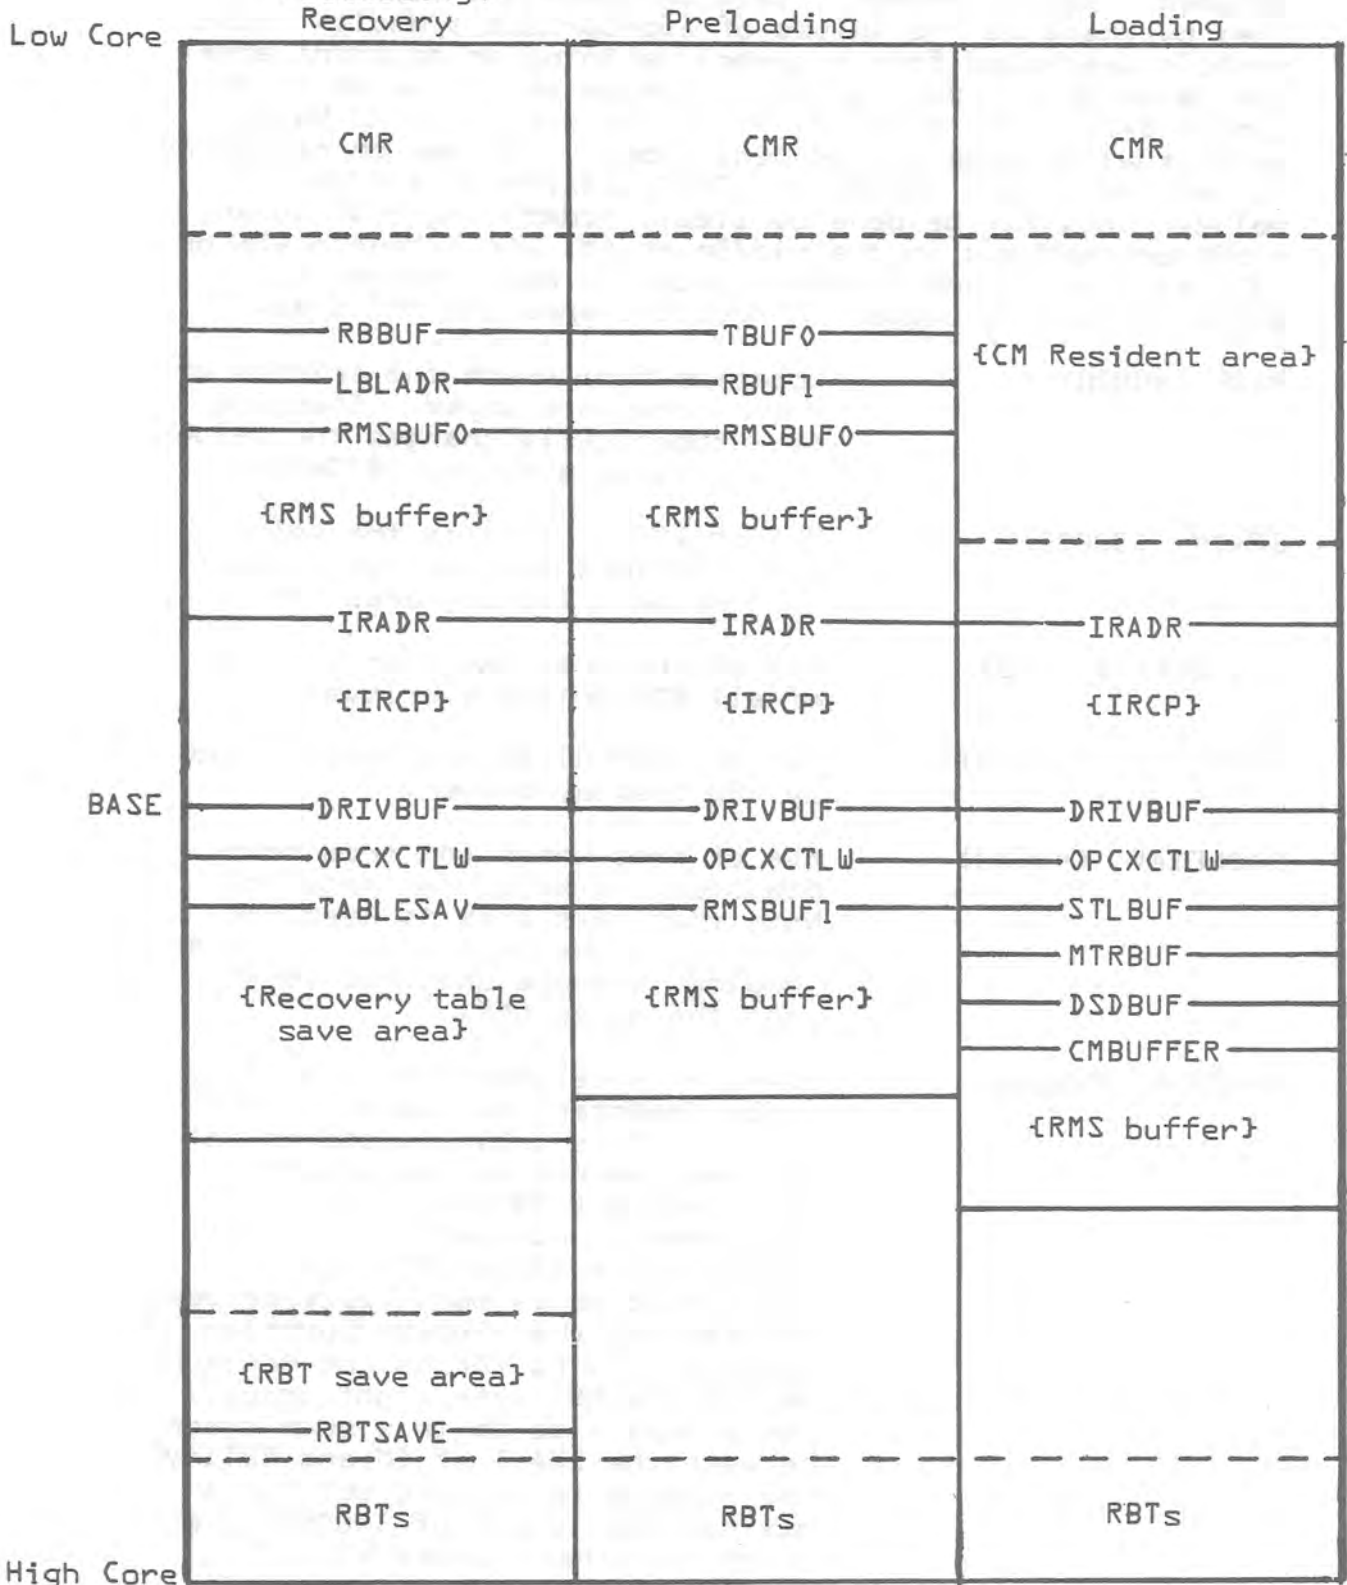 Recovery Preloading Loading
Low Core
CMR CMR CMR
RBBUF TBUF0
{CM Resident area}
LBLADR RBUF1
RMSBUF0 RMSBUF0
{RMS buffer} {RMS buffer}
IRADR IRADR IRADR
{IRCP} {IRCP} {IRCP}
BASE DRIVBUF DRIVBUF DRIVBUF
OPCXCTLW OPCXCTLW OPCXCTLW
TABLESAV RMSBUF1 STLBUF
MTRBUF
{Recovery table {RMS buffer} DSDBUF
save area}
CMBUFFER
{RMS buffer}
{RBT save area}
RBTSAVE
RBTs RBTs RBTs
High Core